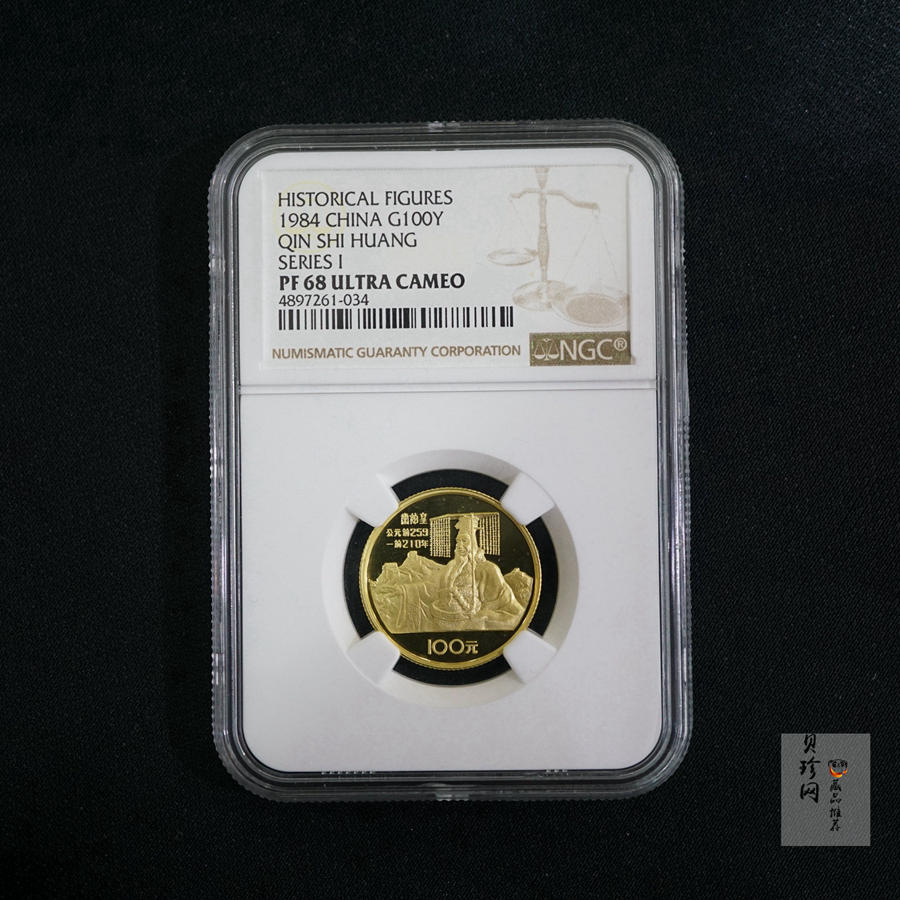 HISTORICAL FIGURES
1984 CHINA G100Y
QIN SHI HUANG
SERIES I
PF 68 ULTRA CAMEO
4897261-034
NUMISMATIC GUARANTY CORPORATION
NGC®
秦始皇
公元前259
—前210年
100元
贝珍网
藏品推荐